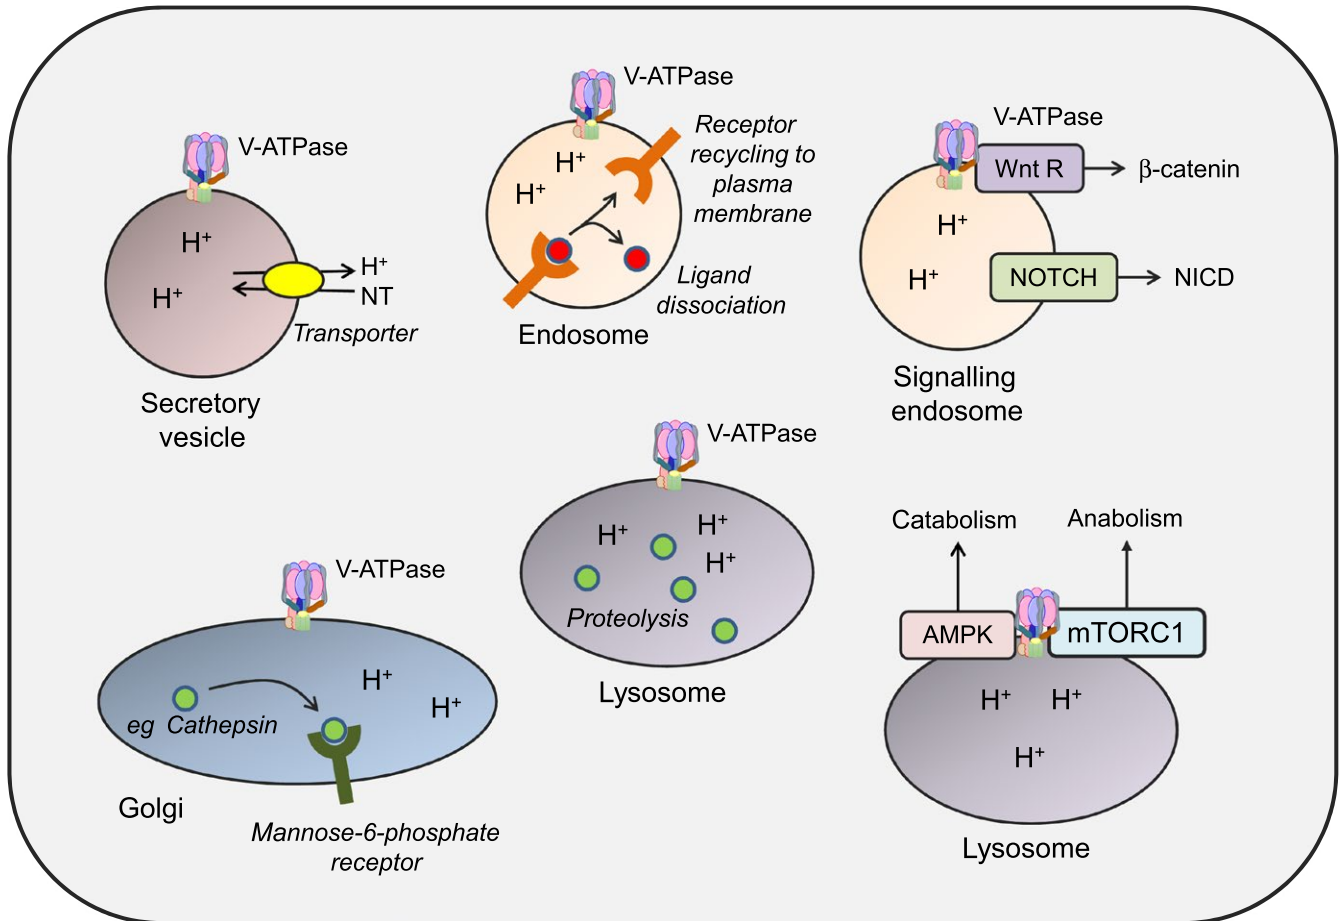 V-ATPase
H⁺
H⁺
H⁺
NT
Transporter
Secretory
vesicle
V-ATPase
H⁺
H⁺
Receptor
recycling to
plasma
membrane
Ligand
dissociation
Endosome
V-ATPase
Wnt R
β-catenin
H⁺
H⁺
NOTCH
NICD
Signalling
endosome
V-ATPase
H⁺
H⁺
eg Cathepsin
Golgi
Mannose-6-phosphate
receptor
V-ATPase
H⁺
H⁺
H⁺
Proteolysis
Lysosome
Catabolism
Anabolism
AMPK
mTORC1
H⁺
H⁺
H⁺
Lysosome